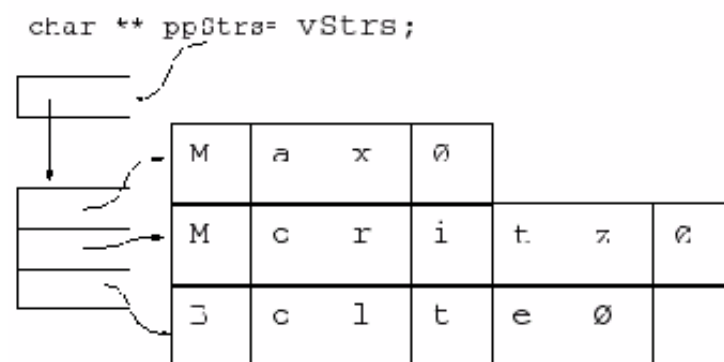 char ** ppStrs= vStrs;
M a x Ø
M o r i t z Ø
B o l t e Ø